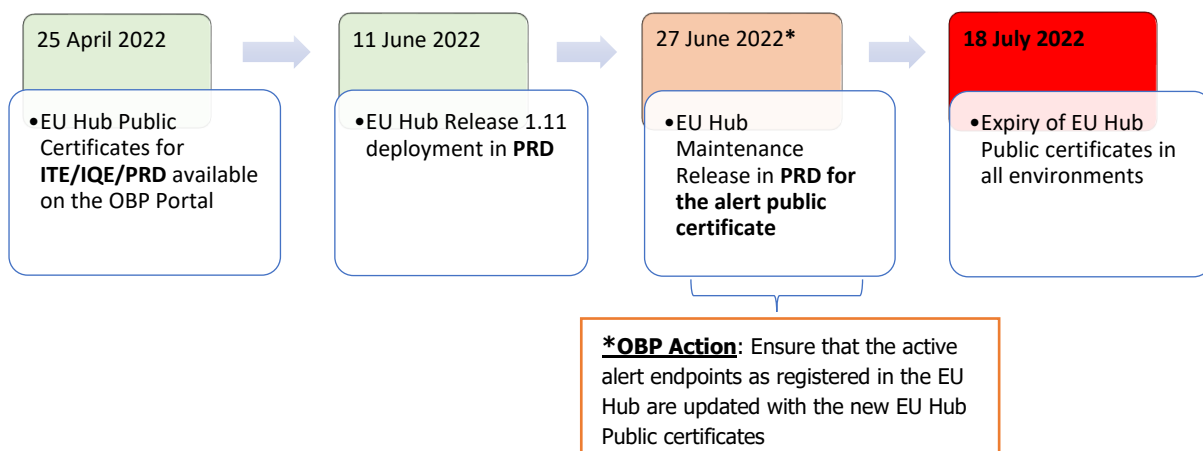 25 April 2022
•EU Hub Public
Certificates for
ITE/IQE/PRD available
on the OBP Portal
11 June 2022
•EU Hub Release 1.11
deployment in PRD
27 June 2022*
•EU Hub
Maintenance
Release in PRD for
the alert public
certificate
18 July 2022
•Expiry of EU Hub
Public certificates in
all environments
*OBP Action: Ensure that the active
alert endpoints as registered in the EU
Hub are updated with the new EU Hub
Public certificates